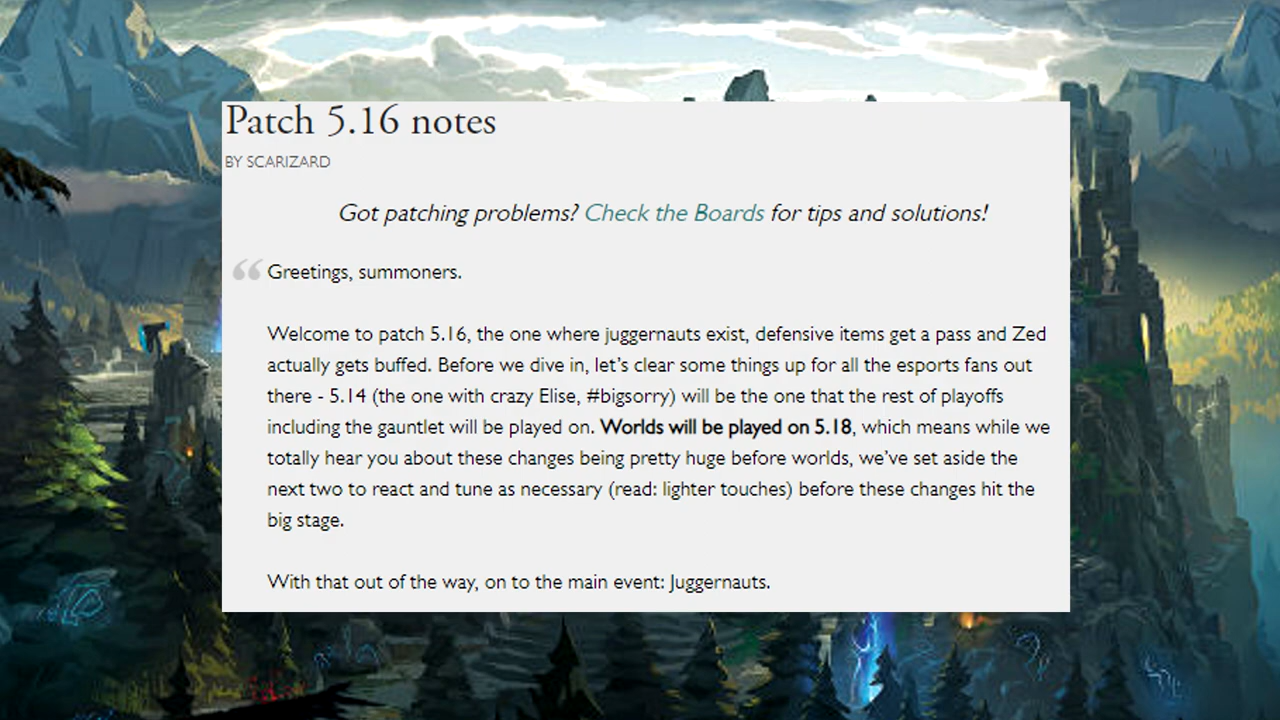 Patch 5.16 notes
BY SCARIZARD
Got patching problems? Check the Boards for tips and solutions!
“ Greetings, summoners.
Welcome to patch 5.16, the one where juggernauts exist, defensive items get a pass and Zed
actually gets buffed. Before we dive in, let’s clear some things up for all the esports fans out
there - 5.14 (the one with crazy Elise, #bigsorry) will be the one that the rest of playoffs
including the gauntlet will be played on. Worlds will be played on 5.18, which means while we
totally hear you about these changes being pretty huge before worlds, we’ve set aside the
next two to react and tune as necessary (read: lighter touches) before these changes hit the
big stage.
With that out of the way, on to the main event: Juggernauts.